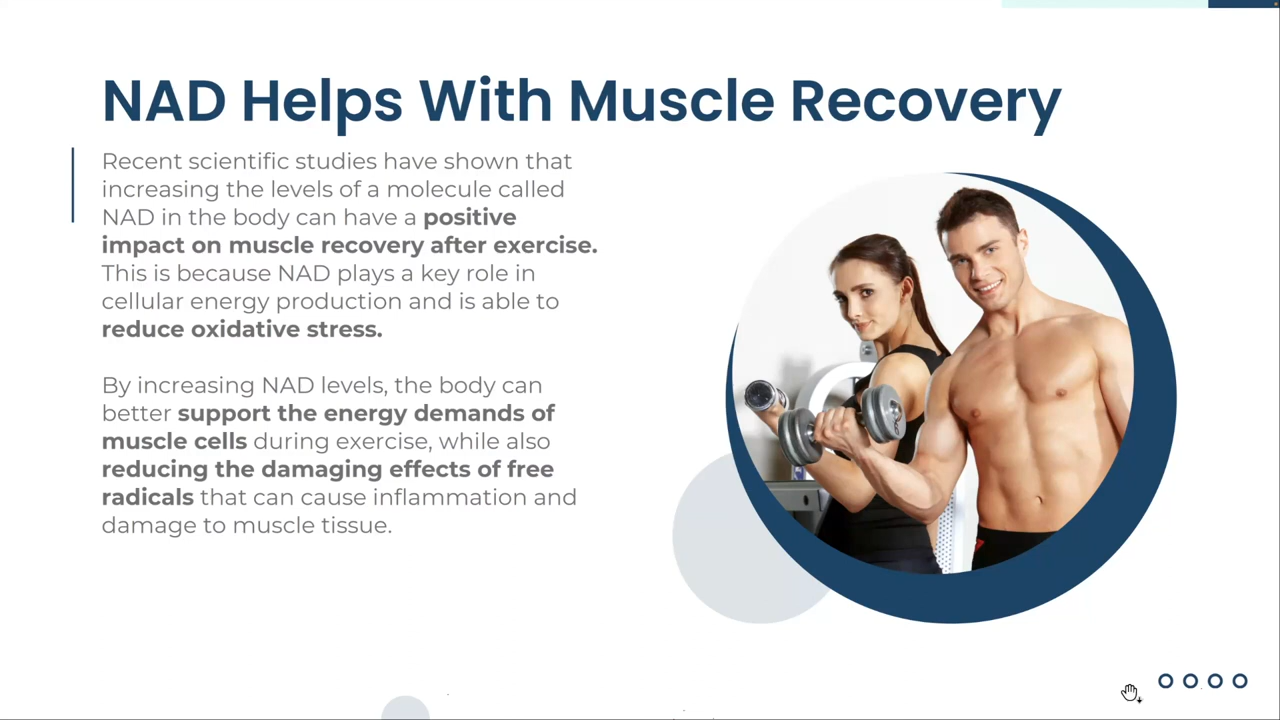 NAD Helps With Muscle Recovery
Recent scientific studies have shown that
increasing the levels of a molecule called
NAD in the body can have a positive
impact on muscle recovery after exercise.
This is because NAD plays a key role in
cellular energy production and is able to
reduce oxidative stress.
By increasing NAD levels, the body can
better support the energy demands of
muscle cells during exercise, while also
reducing the damaging effects of free
radicals that can cause inflammation and
damage to muscle tissue.